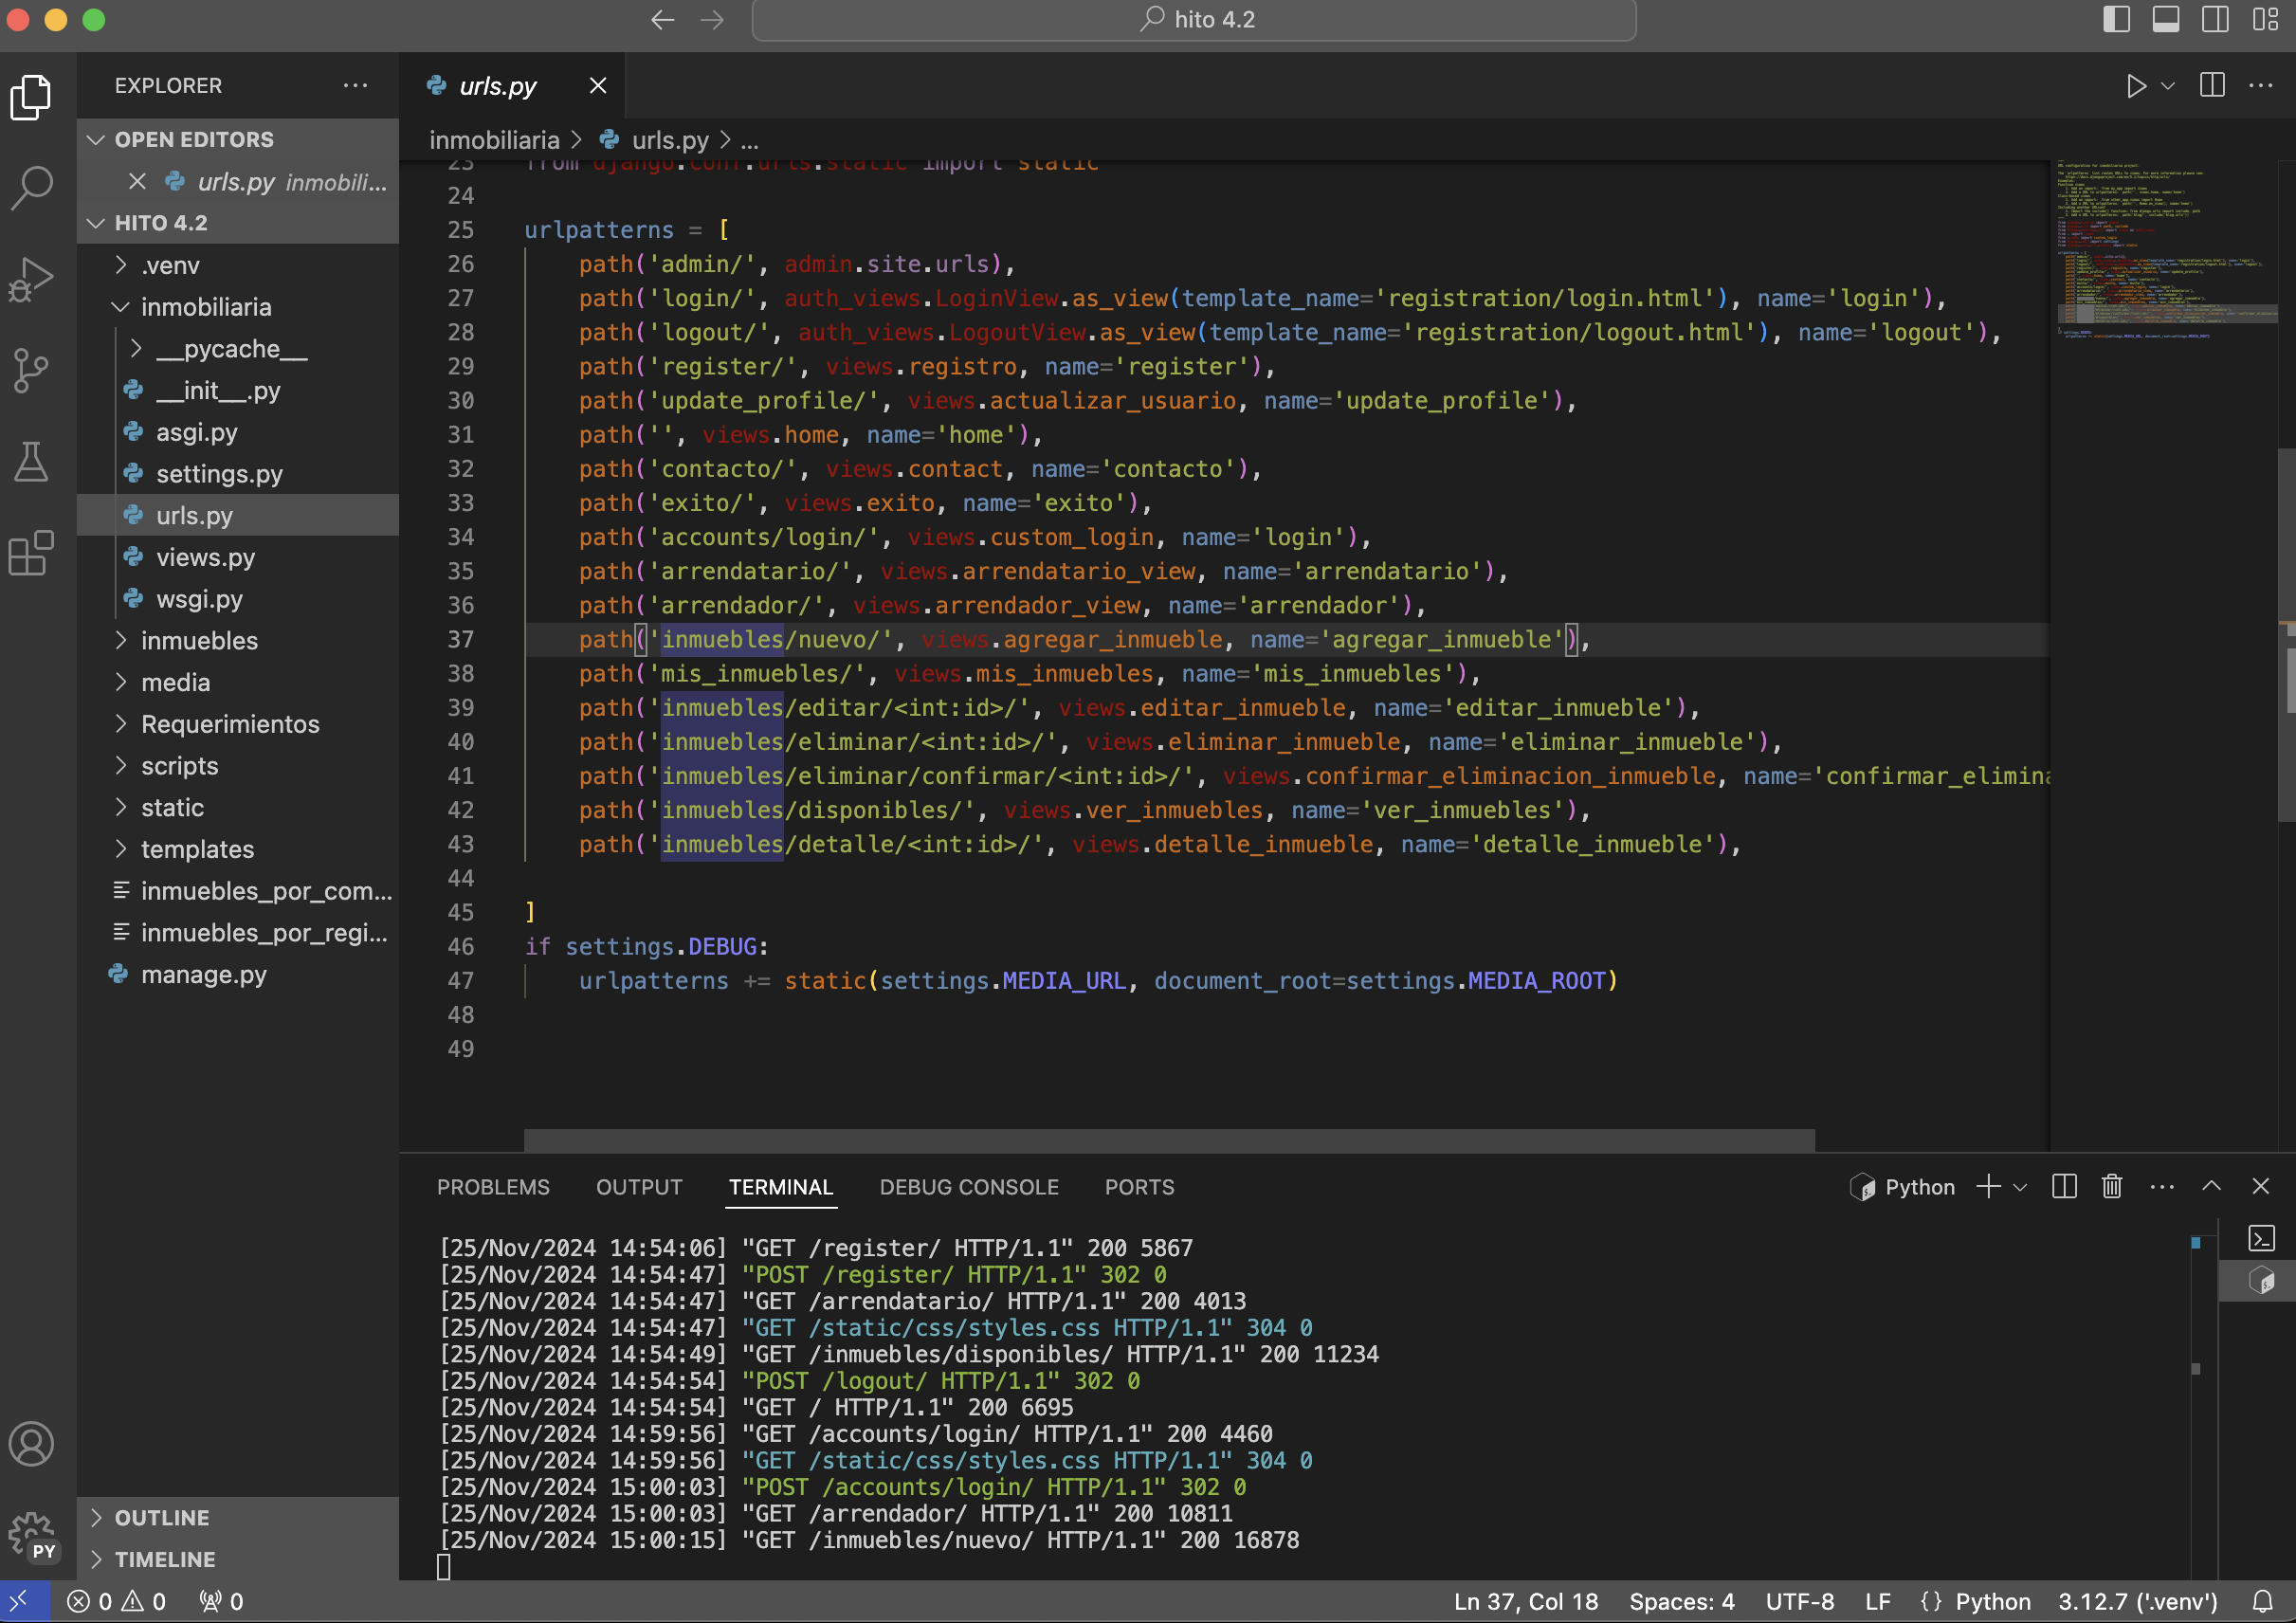 hito 4.2
EXPLORER
OPEN EDITORS
urls.py inmobili...
HITO 4.2
.venv
inmobiliaria
__pycache__
__init__.py
asgi.py
settings.py
urls.py
views.py
wsgi.py
inmuebles
media
Requerimientos
scripts
static
templates
inmuebles_por_com...
inmuebles_por_regi...
manage.py
OUTLINE
TIMELINE
PY
urls.py
inmobiliaria > urls.py > ...
23 from django.conf.urls.static import static
24
25 urlpatterns = [
26 path('admin/', admin.site.urls),
27 path('login/', auth_views.LoginView.as_view(template_name='registration/login.html'), name='login'),
28 path('logout/', auth_views.LogoutView.as_view(template_name='registration/logout.html'), name='logout'),
29 path('register/', views.registro, name='register'),
30 path('update_profile/', views.actualizar_usuario, name='update_profile'),
31 path('', views.home, name='home'),
32 path('contacto/', views.contact, name='contacto'),
33 path('exito/', views.exito, name='exito'),
34 path('accounts/login/', views.custom_login, name='login'),
35 path('arrendatario/', views.arrendatario_view, name='arrendatario'),
36 path('arrendador/', views.arrendador_view, name='arrendador'),
37 path('inmuebles/nuevo/', views.agregar_inmueble, name='agregar_inmueble'),
38 path('mis_inmuebles/', views.mis_inmuebles, name='mis_inmuebles'),
39 path('inmuebles/editar/<int:id>/', views.editar_inmueble, name='editar_inmueble'),
40 path('inmuebles/eliminar/<int:id>/', views.eliminar_inmueble, name='eliminar_inmueble'),
41 path('inmuebles/eliminar/confirmar/<int:id>/', views.confirmar_eliminacion_inmueble, name='confirmar_elimina
42 path('inmuebles/disponibles/', views.ver_inmuebles, name='ver_inmuebles'),
43 path('inmuebles/detalle/<int:id>/', views.detalle_inmueble, name='detalle_inmueble'),
44
45 ]
46 if settings.DEBUG:
47 urlpatterns += static(settings.MEDIA_URL, document_root=settings.MEDIA_ROOT)
48
49
PROBLEMS OUTPUT TERMINAL DEBUG CONSOLE PORTS Python
[25/Nov/2024 14:54:06] "GET /register/ HTTP/1.1" 200 5867
[25/Nov/2024 14:54:47] "POST /register/ HTTP/1.1" 302 0
[25/Nov/2024 14:54:47] "GET /arrendatario/ HTTP/1.1" 200 4013
[25/Nov/2024 14:54:47] "GET /static/css/styles.css HTTP/1.1" 304 0
[25/Nov/2024 14:54:49] "GET /inmuebles/disponibles/ HTTP/1.1" 200 11234
[25/Nov/2024 14:54:54] "POST /logout/ HTTP/1.1" 302 0
[25/Nov/2024 14:54:54] "GET / HTTP/1.1" 200 6695
[25/Nov/2024 14:59:56] "GET /accounts/login/ HTTP/1.1" 200 4460
[25/Nov/2024 14:59:56] "GET /static/css/styles.css HTTP/1.1" 304 0
[25/Nov/2024 15:00:03] "POST /accounts/login/ HTTP/1.1" 302 0
[25/Nov/2024 15:00:03] "GET /arrendador/ HTTP/1.1" 200 10811
[25/Nov/2024 15:00:15] "GET /inmuebles/nuevo/ HTTP/1.1" 200 16878
0 0 0 Ln 37, Col 18 Spaces: 4 UTF-8 LF {} Python 3.12.7 ('.venv')